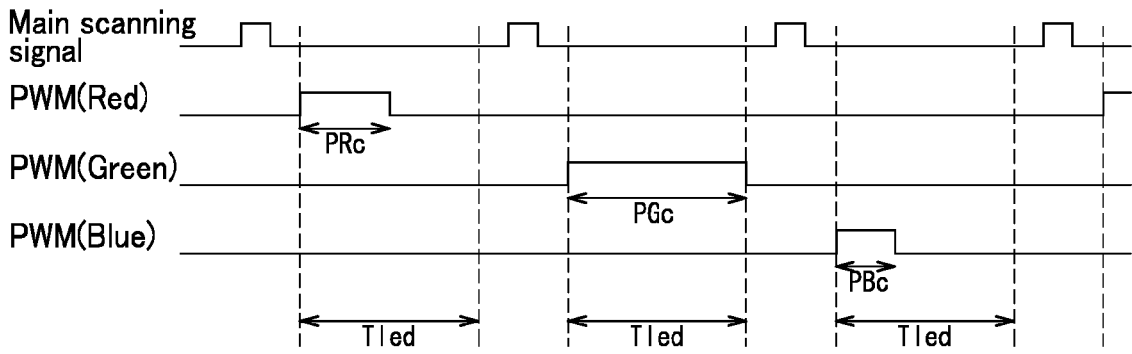 Main scanning
signal
PWM(Red)
PRc
PWM(Green)
PGc
PWM(Blue)
PBc
Tled Tled Tled